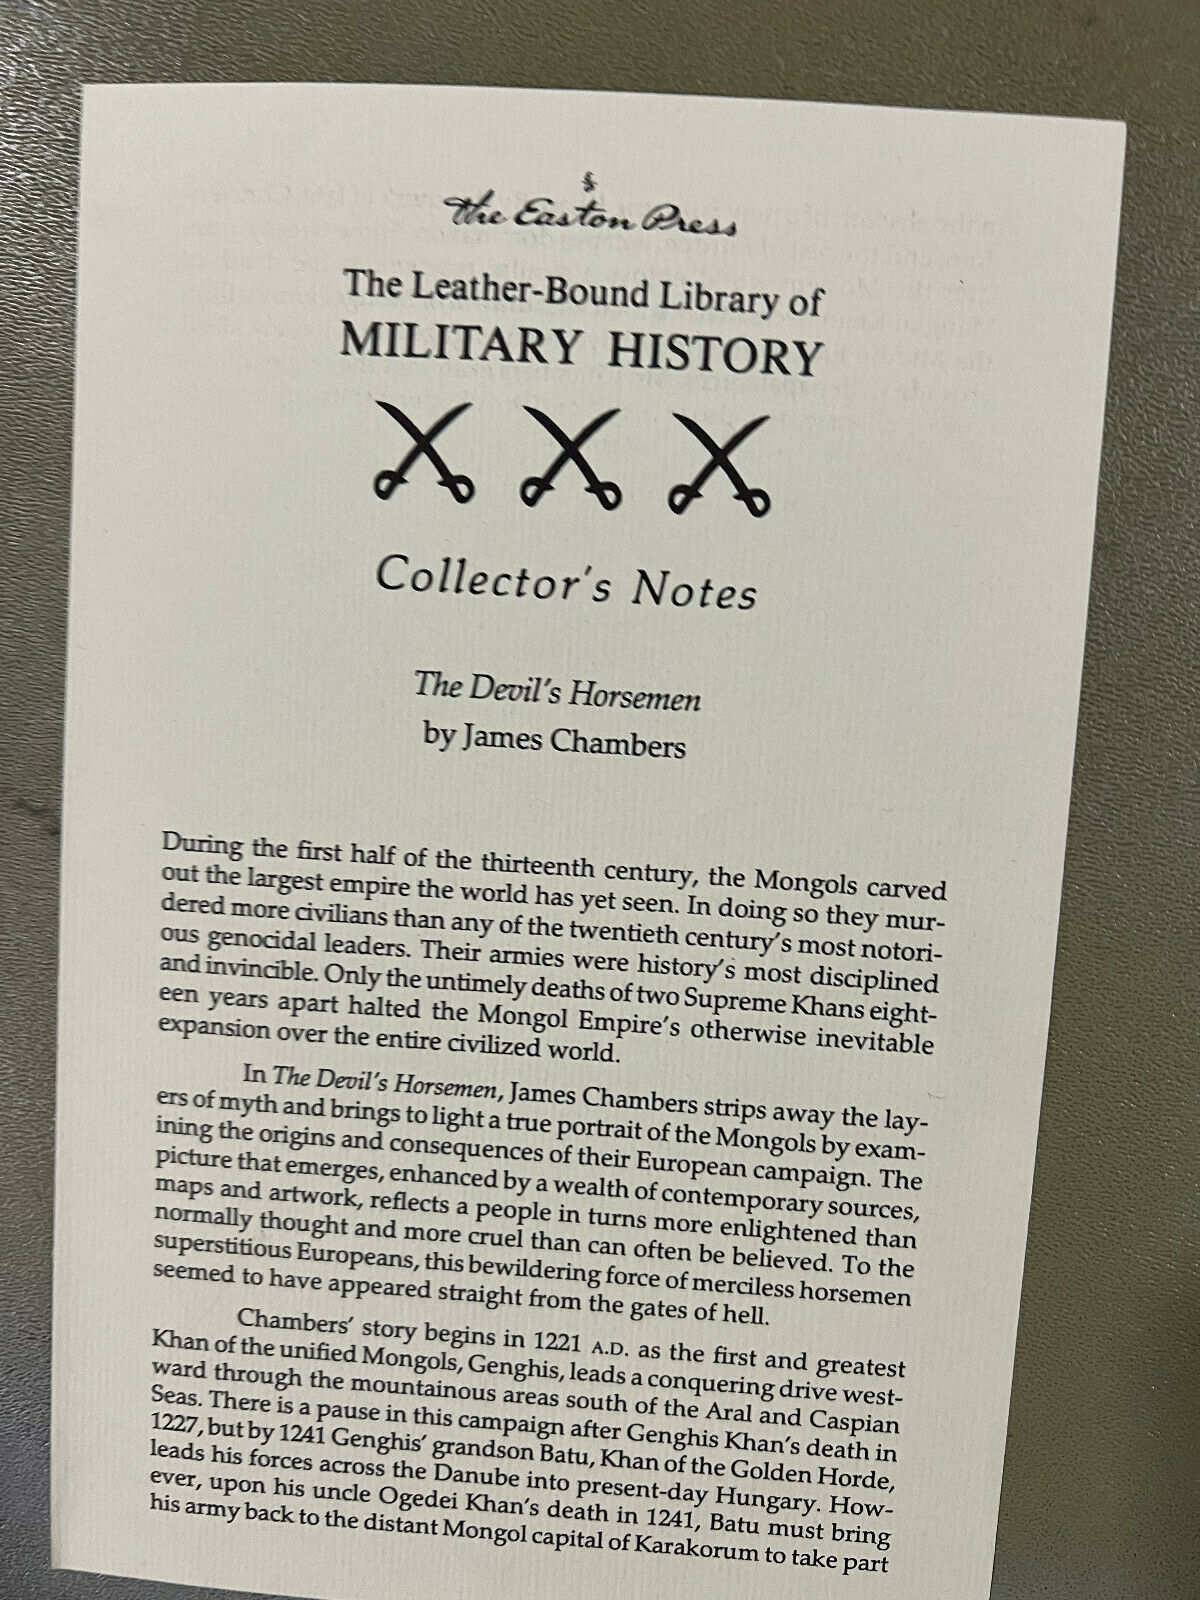 the Easton Press
The Leather-Bound Library of
MILITARY HISTORY
Collector's Notes
The Devil's Horsemen
by James Chambers
During the first half of the thirteenth century, the Mongols carved
out the largest empire the world has yet seen. In doing so they mur-
dered more civilians than any of the twentieth century's most notori-
ous genocidal leaders. Their armies were history's most disciplined
and invincible. Only the untimely deaths of two Supreme Khans eight-
een years apart halted the Mongol Empire's otherwise inevitable
expansion over the entire civilized world.
In The Devil's Horsemen, James Chambers strips away the lay-
ers of myth and brings to light a true portrait of the Mongols by exam-
ining the origins and consequences of their European campaign. The
picture that emerges, enhanced by a wealth of contemporary sources,
maps and artwork, reflects a people in turns more enlightened than
normally thought and more cruel than can often be believed. To the
superstitious Europeans, this bewildering force of merciless horsemen
seemed to have appeared straight from the gates of hell.
Chambers' story begins in 1221 A.D. as the first and greatest
Khan of the unified Mongols, Genghis, leads a conquering drive west-
ward through the mountainous areas south of the Aral and Caspian
Seas. There is a pause in this campaign after Genghis Khan's death in
1227, but by 1241 Genghis' grandson Batu, Khan of the Golden Horde,
leads his forces across the Danube into present-day Hungary. How-
ever, upon his uncle Ogedei Khan's death in 1241, Batu must bring
his army back to the distant Mongol capital of Karakorum to take part